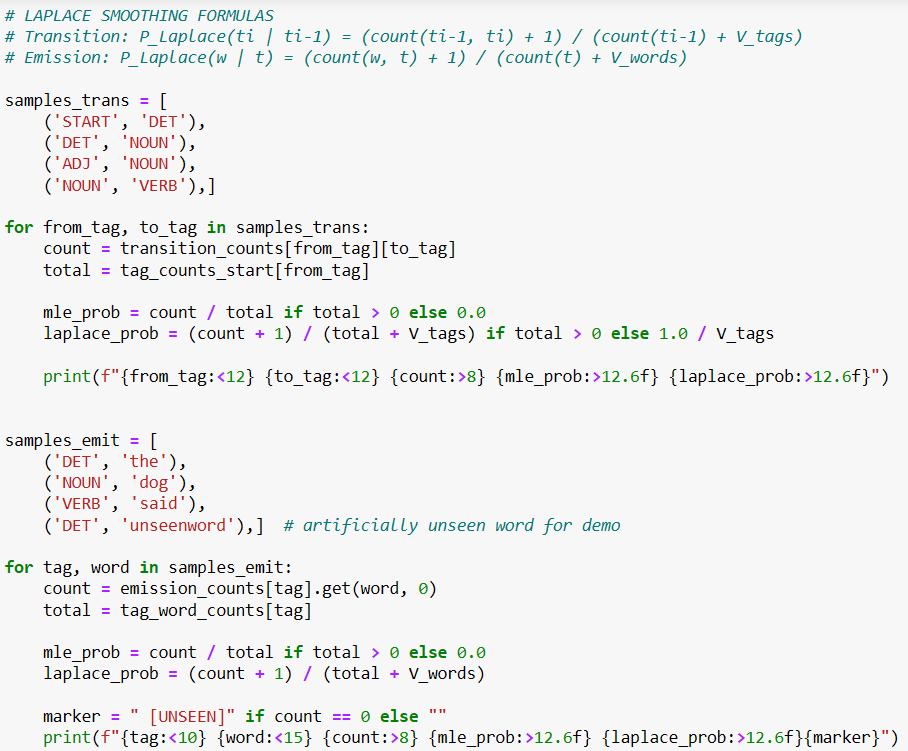 # LAPLACE SMOOTHING FORMULAS
# Transition: P_Laplace(ti | ti-1) = (count(ti-1, ti) + 1) / (count(ti-1) + V_tags)
# Emission: P_Laplace(w | t) = (count(w, t) + 1) / (count(t) + V_words)

samples_trans = [
    ('START', 'DET'),
    ('DET', 'NOUN'),
    ('ADJ', 'NOUN'),
    ('NOUN', 'VERB'),]

for from_tag, to_tag in samples_trans:
    count = transition_counts[from_tag][to_tag]
    total = tag_counts_start[from_tag]

    mle_prob = count / total if total > 0 else 0.0
    laplace_prob = (count + 1) / (total + V_tags) if total > 0 else 1.0 / V_tags

    print(f"{from_tag:<12} {to_tag:<12} {count:>8} {mle_prob:>12.6f} {laplace_prob:>12.6f}")


samples_emit = [
    ('DET', 'the'),
    ('NOUN', 'dog'),
    ('VERB', 'said'),
    ('DET', 'unseenword'),]  # artificially unseen word for demo

for tag, word in samples_emit:
    count = emission_counts[tag].get(word, 0)
    total = tag_word_counts[tag]

    mle_prob = count / total if total > 0 else 0.0
    laplace_prob = (count + 1) / (total + V_words)

    marker = " [UNSEEN]" if count == 0 else ""
    print(f"{tag:<10} {word:<15} {count:>8} {mle_prob:>12.6f} {laplace_prob:>12.6f}{marker}")